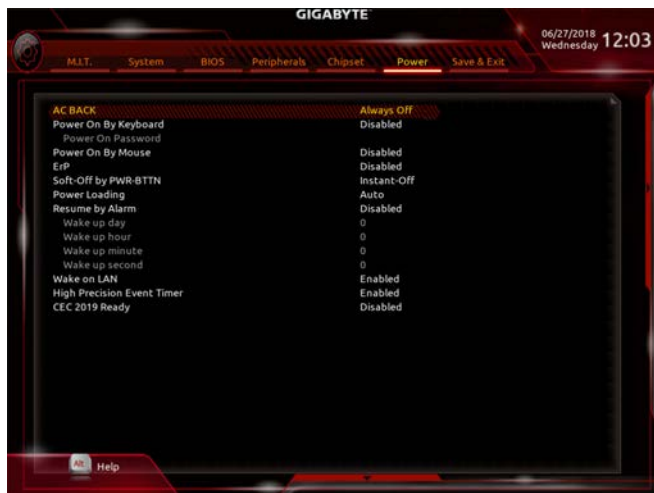 GIGABYTE
06/27/2018
Wednesday
12:03
M.I.T. System BIOS Peripherals Chipset Power Save & Exit
AC BACK Always Off
Power On By Keyboard Disabled
Power On Password
Power On By Mouse Disabled
ErP Disabled
Soft-Off by PWR-BTTN Instant-Off
Power Loading Auto
Resume by Alarm Disabled
Wake up day 0
Wake up hour 0
Wake up minute 0
Wake up second 0
Wake on LAN Enabled
High Precision Event Timer Enabled
CEC 2019 Ready Disabled
Alt Help